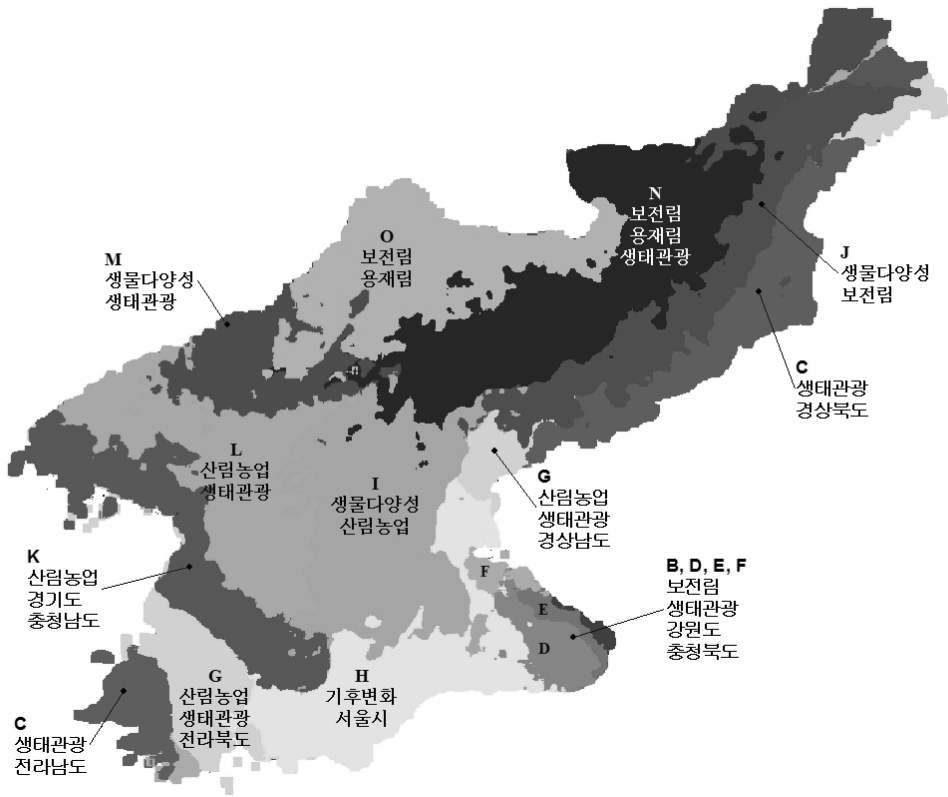 N
보전림
용재림
생태관광
O
보전림
용재림
M
생물다양성
생태관광
J
생물다양성
보전림
C
생태관광
경상북도
L
산림농업
생태관광
I
생물다양성
산림농업
G
산림농업
생태관광
경상남도
K
산림농업
경기도
충청남도
F
E
D
B, D, E, F
보전림
생태관광
강원도
충청북도
G
산림농업
생태관광
전라북도
H
기후변화
서울시
C
생태관광
전라남도